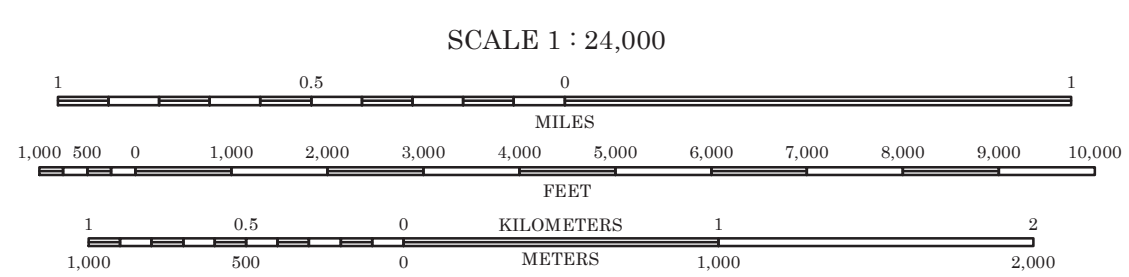 SCALE 1 : 24,000
1 0.5 0 1
MILES
1,000 500 0 1,000 2,000 3,000 4,000 5,000 6,000 7,000 8,000 9,000 10,000
FEET
1 0.5 0 KILOMETERS 1 2
1,000 500 0 METERS 1,000 2,000